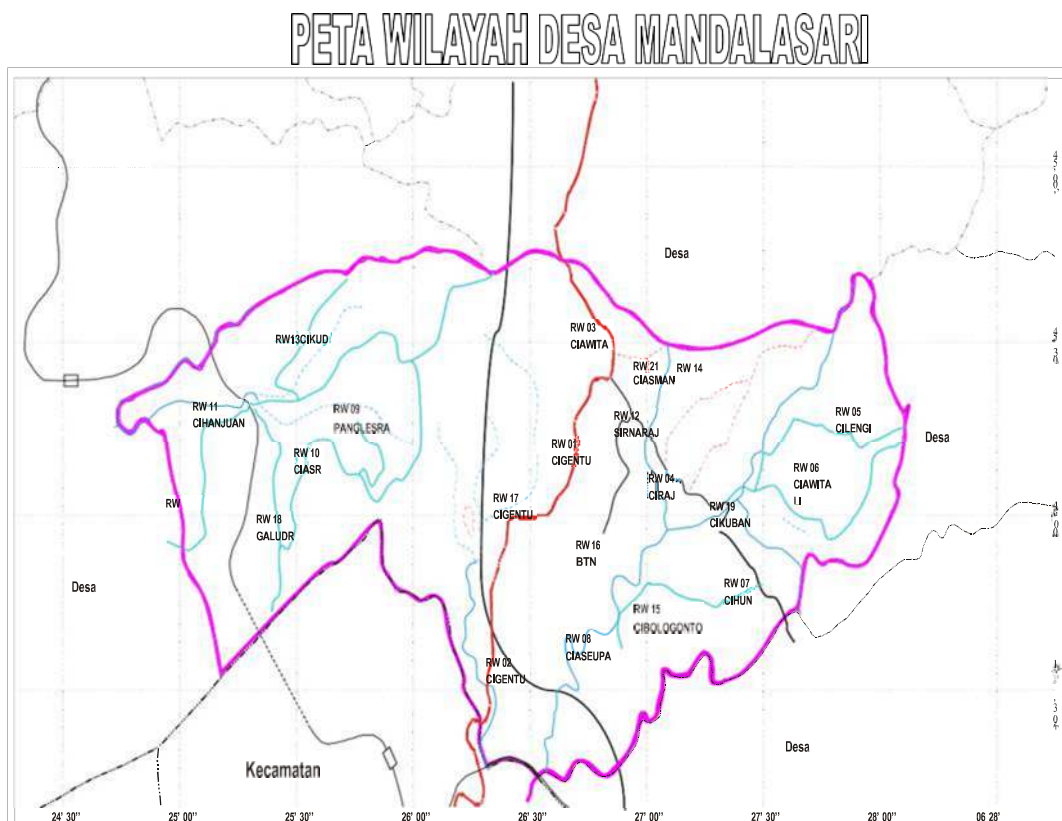 PETA WILAYAH DESA MANDALASARI
Desa
RW 03
CIAWITA
RW13CIKUD
RW 21
CIASMAN
RW 14
RW 11
CIHANJUAN
RW 09
PANGLESRA
RW 12
SIRNARAJ
RW 05
CILENGI
Desa
RW 10
CIASR
RW 01
CIGENTU
RW 04
CIRAJ
RW 06
CIAWITA
LI
RW
RW 17
CIGENTU
RW 19
CIKUBAN
RW 18
GALUDR
RW 16
BTN
Desa
RW 07
CIHUN
RW 15
CIBOLOGONTO
RW 08
CIASEUPA
RW 02
CIGENTU
Desa
Kecamatan
24' 30" 25' 00" 25' 30" 26' 00" 26' 30" 27' 00" 27' 30" 28' 00" 06 28'